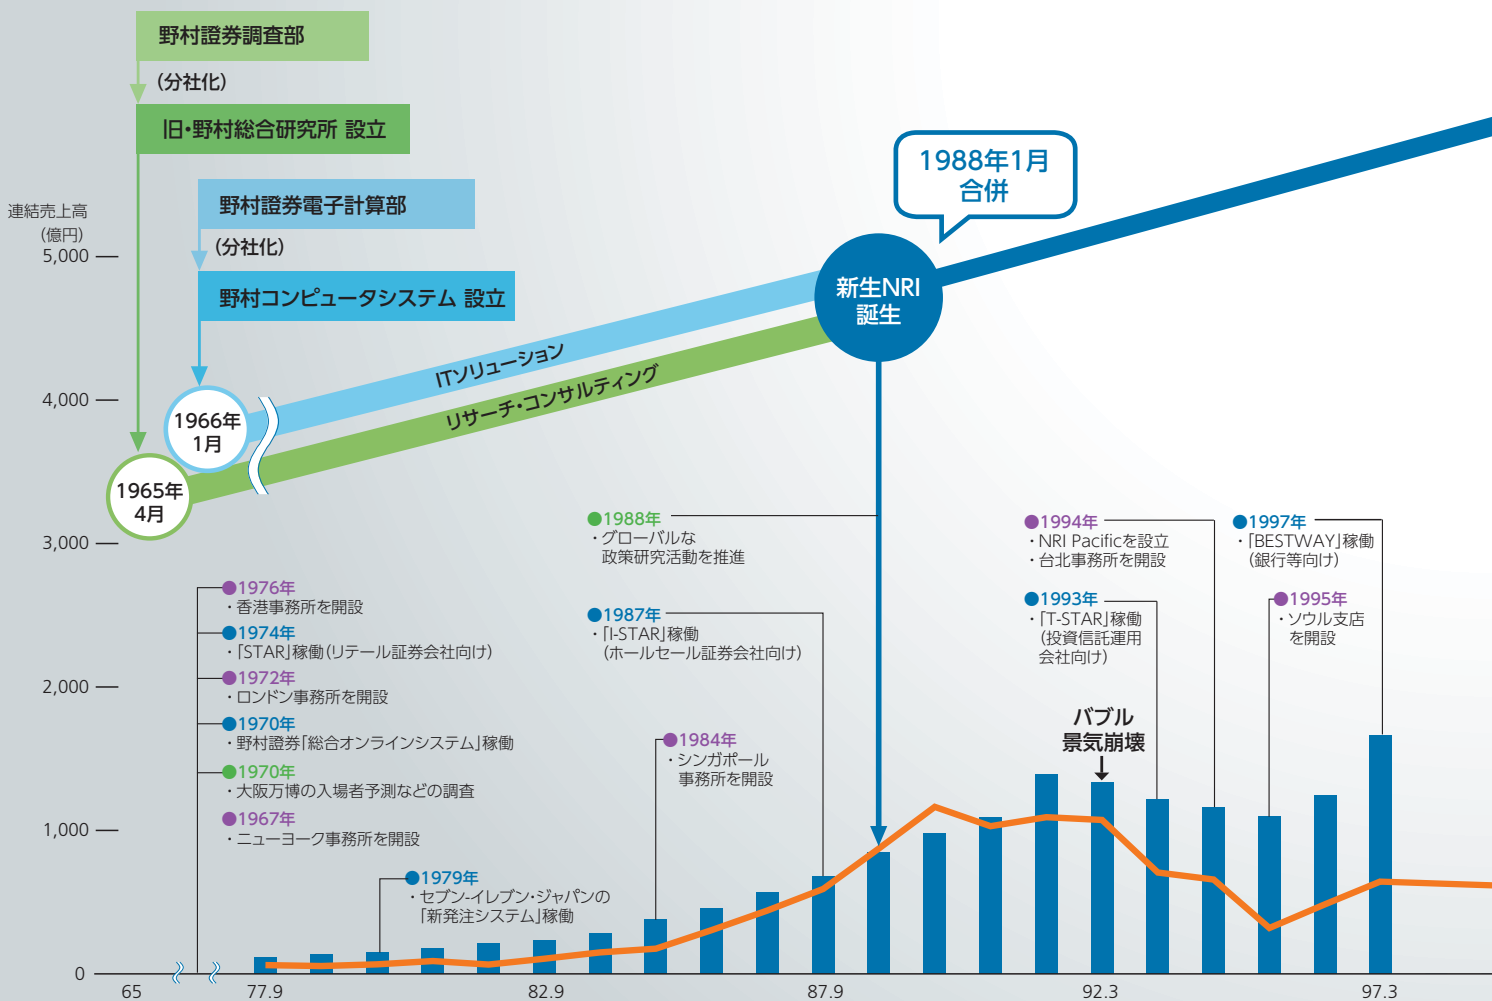 野村證券調査部
(分社化)
旧・野村総合研究所 設立
野村證券電子計算部
(分社化)
野村コンピュータシステム 設立
1988年1月
合併
新生NRI
誕生
ITソリューション
リサーチ・コンサルティング
1966年
1月
1965年
4月
連結売上高
(億円)
5,000
4,000
3,000
2,000
1,000
0
●1976年
・香港事務所を開設
●1974年
・「STAR」稼働(リテール証券会社向け)
●1972年
・ロンドン事務所を開設
●1970年
・野村證券「総合オンラインシステム」稼働
●1970年
・大阪万博の入場者予測などの調査
●1967年
・ニューヨーク事務所を開設
●1979年
・セブン-イレブン・ジャパンの
「新発注システム」稼働
●1988年
・グローバルな
政策研究活動を推進
●1987年
・「I-STAR」稼働
(ホールセール証券会社向け)
●1984年
・シンガポール
事務所を開設
●1994年
・NRI Pacificを設立
・台北事務所を開設
●1993年
・「T-STAR」稼働
(投資信託運用
会社向け)
バブル
景気崩壊
●1997年
・「BESTWAY」稼働
(銀行等向け)
●1995年
・ソウル支店
を開設
65
77.9
82.9
87.9
92.3
97.3